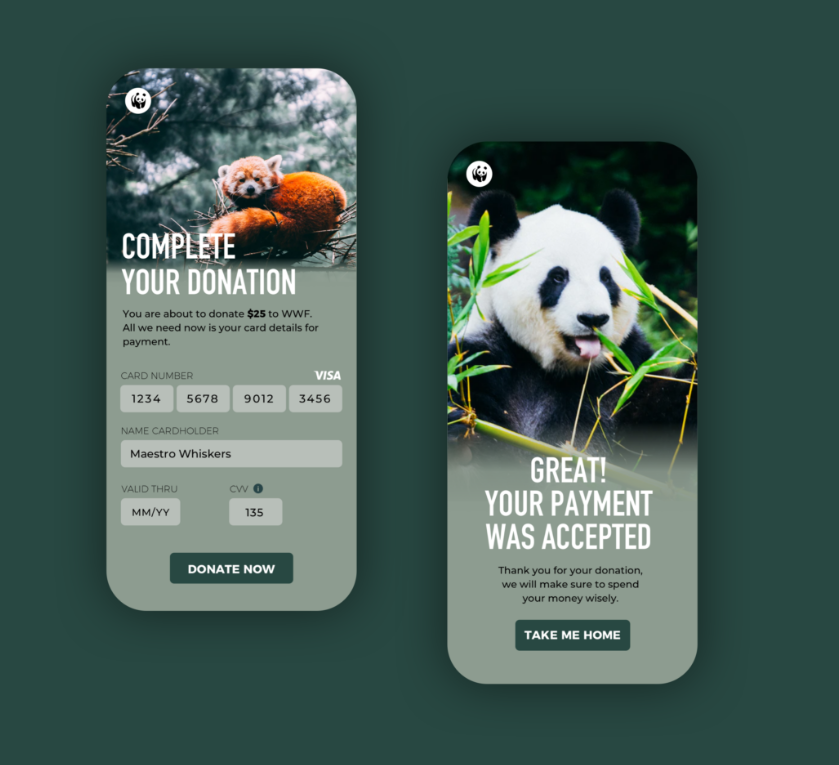 COMPLETE
YOUR DONATION
You are about to donate $25 to WWF.
All we need now is your card details for
payment.
CARD NUMBER VISA
1234 5678 9012 3456
NAME CARDHOLDER
Maestro Whiskers
VALID THRU CVV i
MM/YY 135
DONATE NOW
GREAT!
YOUR PAYMENT
WAS ACCEPTED
Thank you for your donation,
we will make sure to spend
your money wisely.
TAKE ME HOME